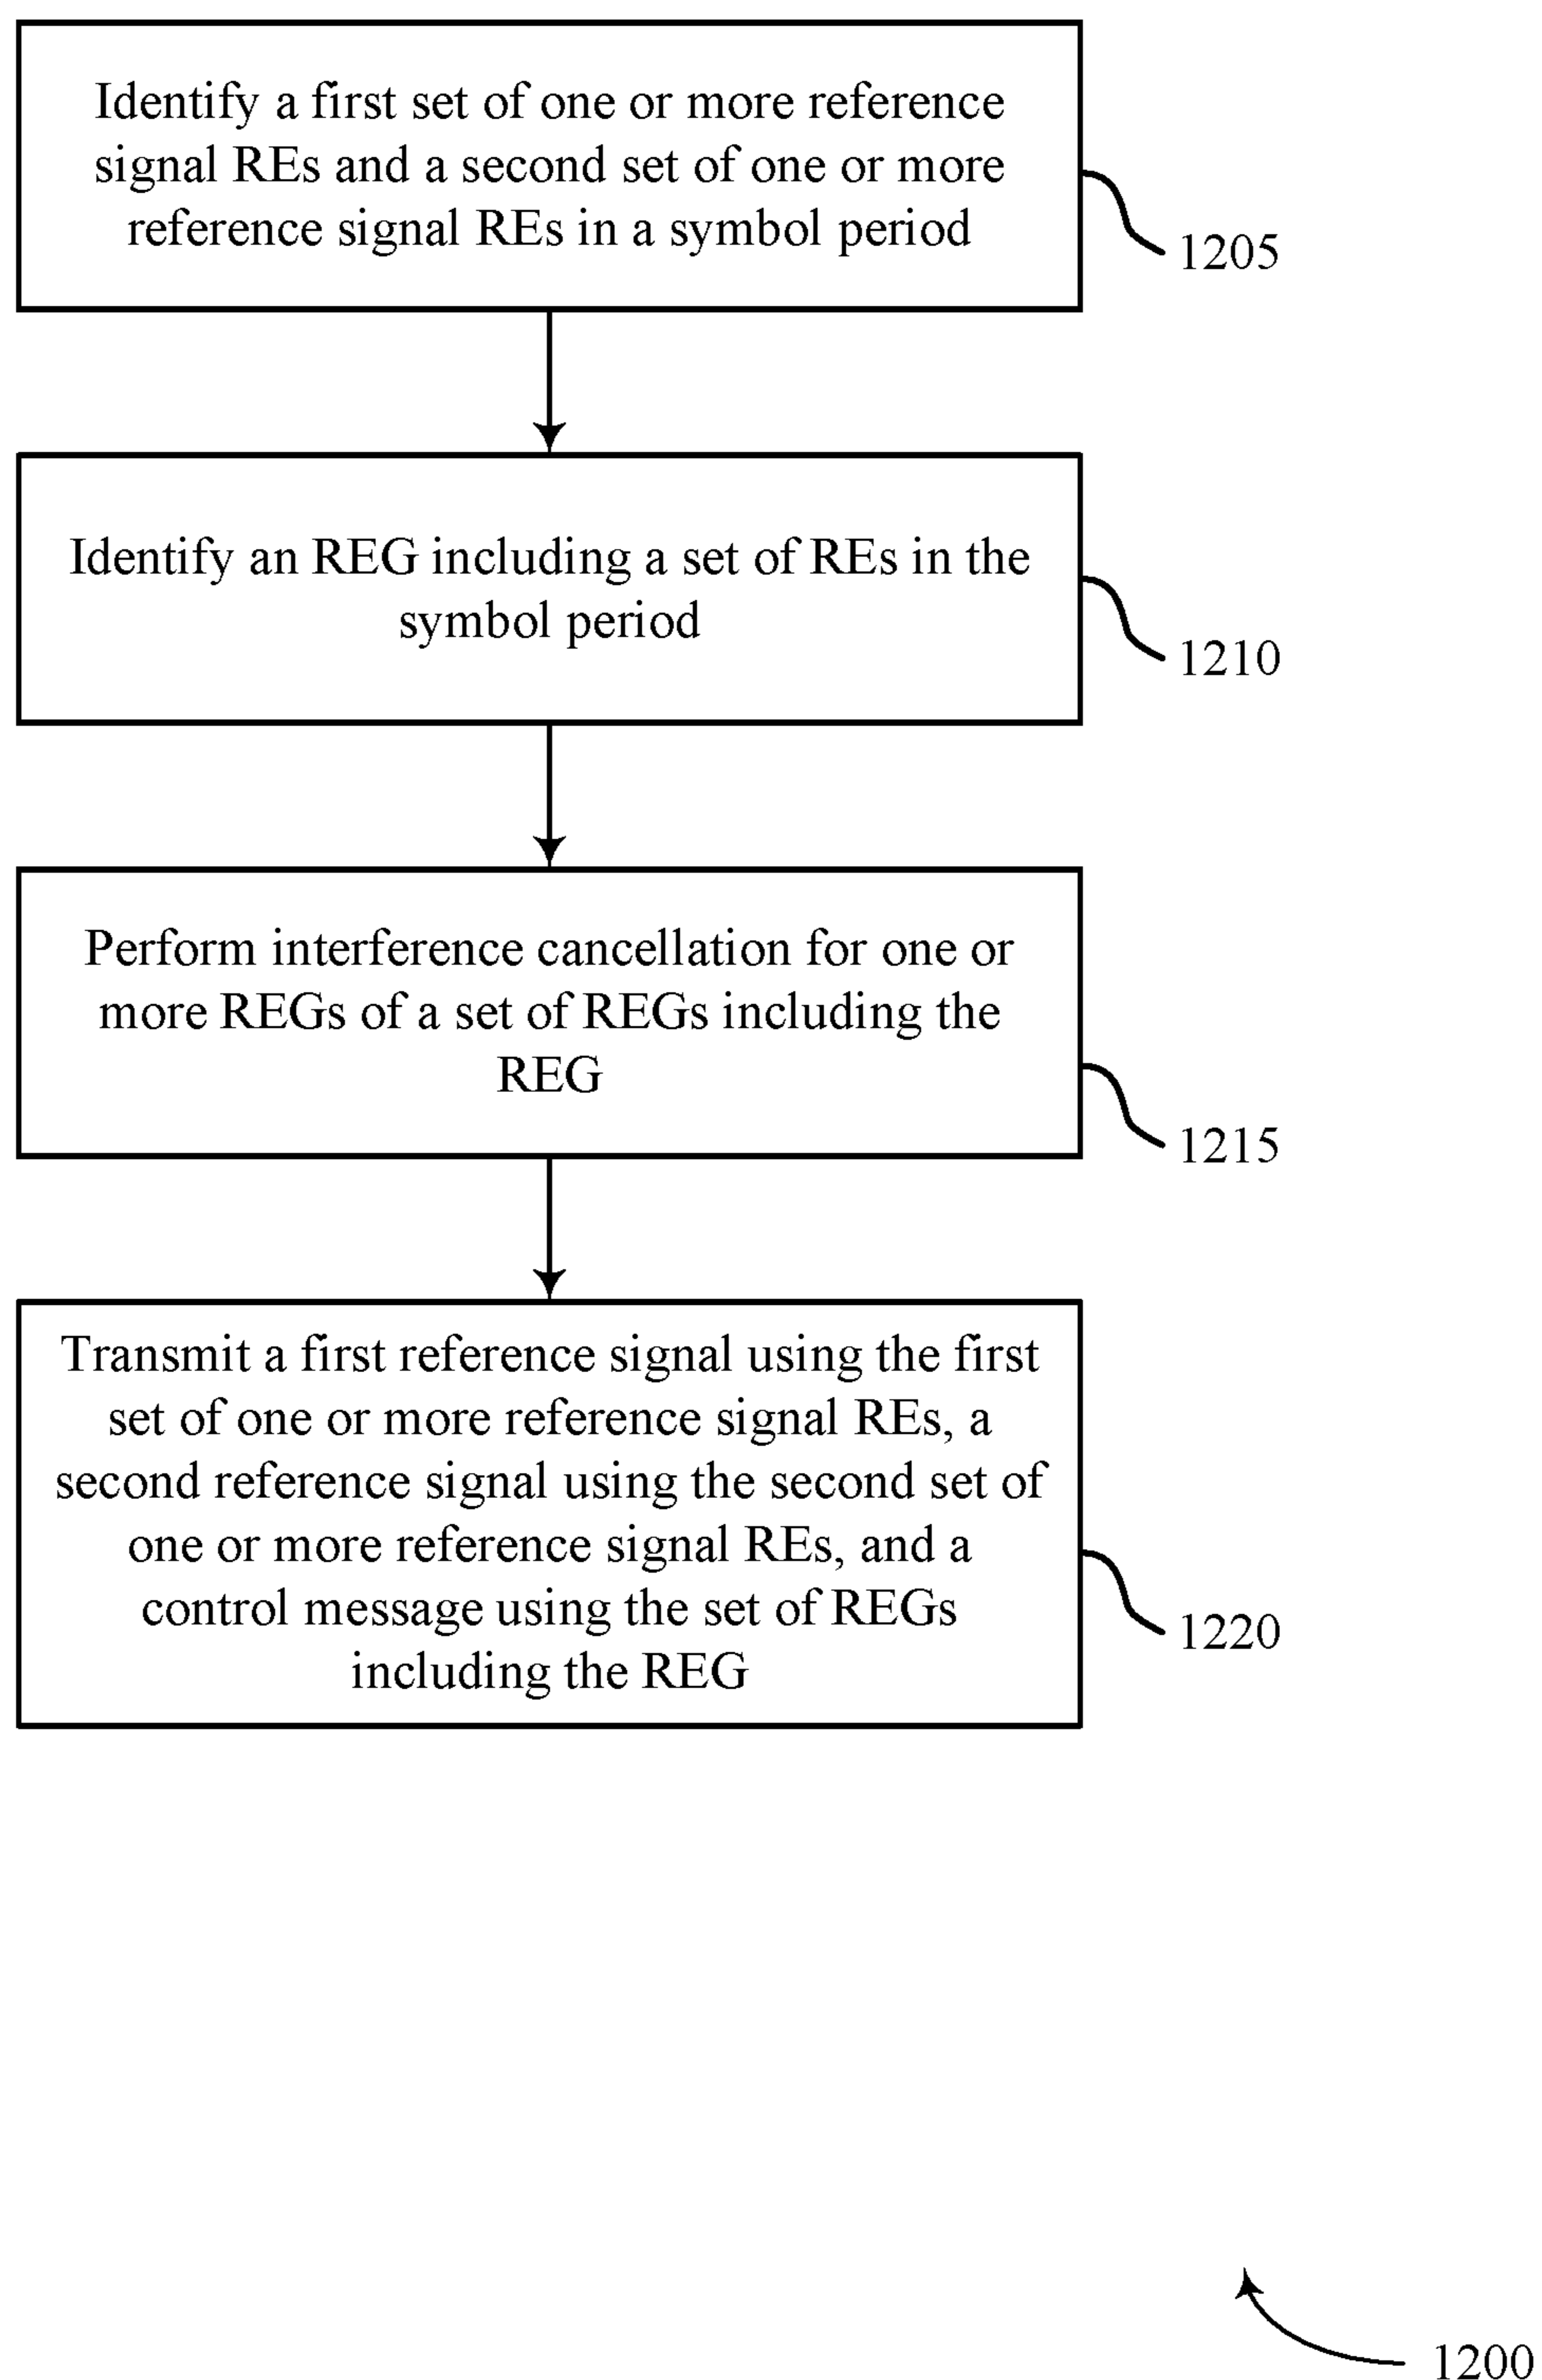 Identify a first set of one or more reference
signal REs and a second set of one or more
reference signal REs in a symbol period
1205
Identify an REG including a set of REs in the
symbol period
1210
Perform interference cancellation for one or
more REGs of a set of REGs including the
REG
1215
Transmit a first reference signal using the first
set of one or more reference signal REs, a
second reference signal using the second set of
one or more reference signal REs, and a
control message using the set of REGs
including the REG
1220
1200